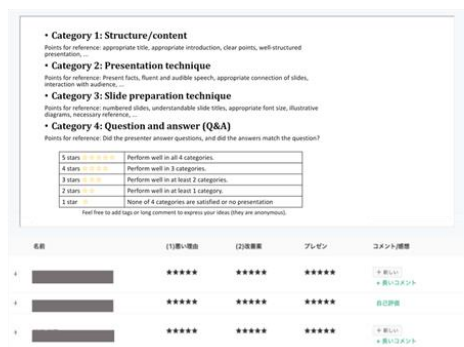 • Category 1: Structure/content
Points for reference: appropriate title, appropriate introduction, clear points, well-structured
presentation, ...
• Category 2: Presentation technique
Points for reference: Present facts, fluent and audible speech, appropriate connection of slides,
interaction with audience, ...
• Category 3: Slide preparation technique
Points for reference: numbered slides, understandable slide titles, appropriate font size, illustrative
diagrams, necessary reference, ...
• Category 4: Question and answer (Q&A)
Points for reference: Did the presenter answer questions, and did the answers match the question?
5 stars ☆☆☆☆☆ Perform well in all 4 categories.
4 stars ☆☆☆☆ Perform well in 3 categories.
3 stars ☆☆☆ Perform well in at least 2 categories.
2 stars ☆☆ Perform well in at least 1 category.
1 star ☆ None of 4 categories are satisfied or no presentation
Feel free to add tags or long comment to express your ideas (they are anonymous).
名前 (1)悪い理由 (2)改善案 プレゼン コメント/感想
★★★★★ ★★★★★ ★★★★★ + 新しい
+ 長いコメント
★★★★★ ★★★★★ ★★★★★ 自己評価
★★★★★ ★★★★★ ★★★★★ + 新しい
+ 長いコメント